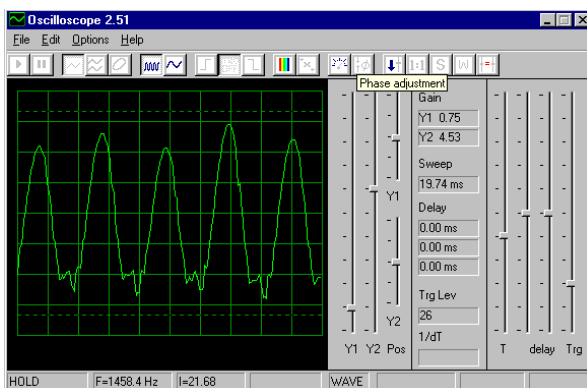 Oscilloscope 2.51
File Edit Options Help
1:1 S W
Phase adjustment
Gain
Y1 0.75
Y2 4.53
Sweep
19.74 ms
Y1
Delay
0.00 ms
0.00 ms
0.00 ms
Trg Lev
26
Y2
1/dT
Y1 Y2 Pos
T delay Trg
HOLD F=1458.4 Hz I=21.68 WAVE